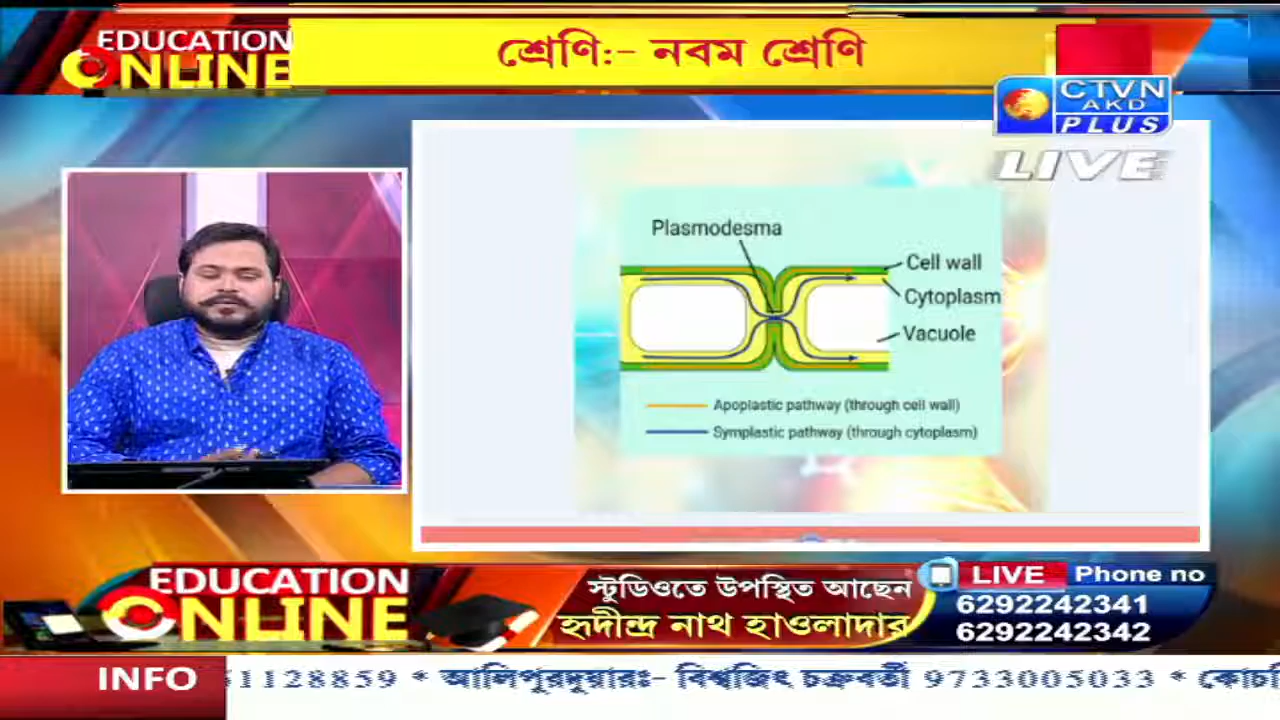 EDUCATION
ONLINE
শ্রেণি:- নবম শ্রেণি
CTVN
AKD
PLUS
LIVE
Plasmodesma
Cell wall
Cytoplasm
Vacuole
Apoplastic pathway (through cell wall)
Symplastic pathway (through cytoplasm)
EDUCATION
ONLINE
স্টুডিওতে উপস্থিত আছেন
হৃদীন্দ্র নাথ হাওলাদার
LIVE Phone no
6292242341
6292242342
INFO 1128859 * আলিপুরদুয়ারঃ- বিশ্বজিৎ চক্রবর্তী 9733005033 *